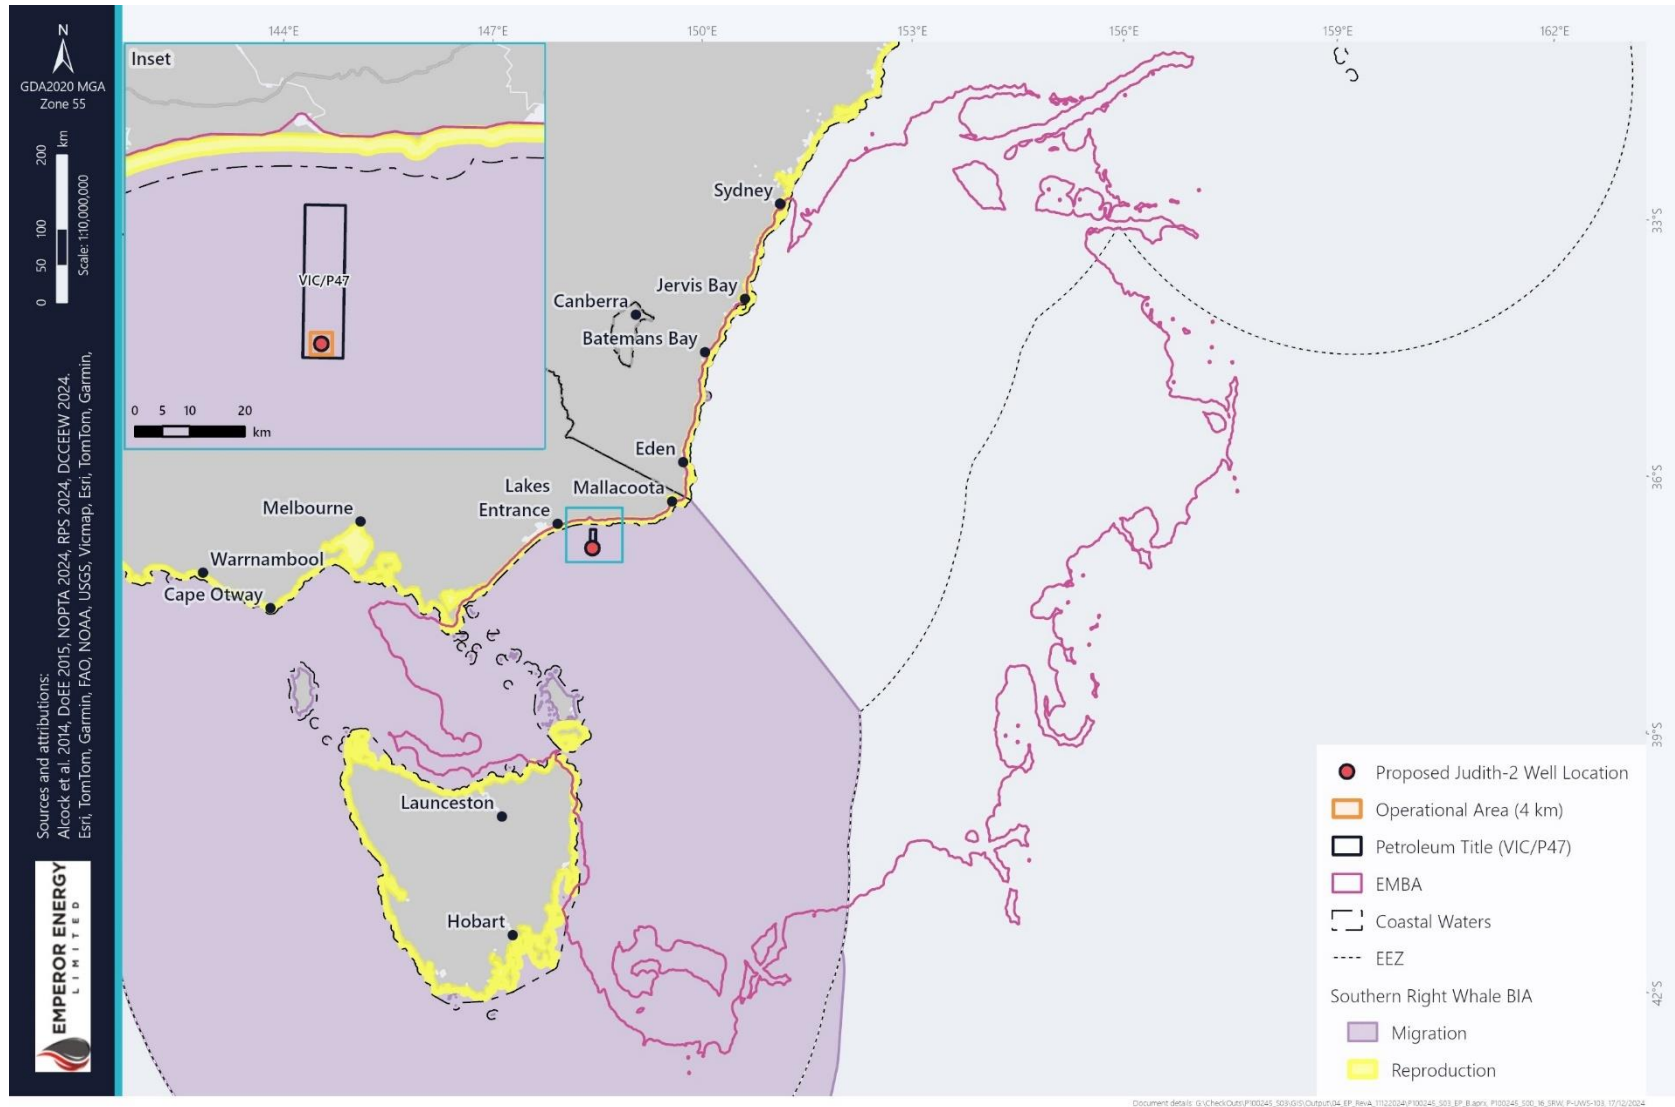 N
GDA2020 MGA
Zone 55
0 50 100 200
km
Scale: 1:10,000,000
Sources and attributions:
Alcock et al. 2014, DoEE 2015, NOPTA 2024, RPS 2024, DCCEEW 2024.
Esri, TomTom, Garmin, FAO, NOAA, USGS, Vicmap, Esri, TomTom, Garmin,
EMPEROR ENERGY
LIMITED
144°E 147°E 150°E 153°E 156°E 159°E 162°E
33°S
36°S
39°S
42°S
Inset
VIC/P47
0 5 10 20
km
Sydney
Jervis Bay
Canberra
Batemans Bay
Eden
Mallacoota
Lakes
Entrance
Melbourne
Warrnambool
Cape Otway
Launceston
Hobart
Proposed Judith-2 Well Location
Operational Area (4 km)
Petroleum Title (VIC/P47)
EMBA
Coastal Waters
EEZ
Southern Right Whale BIA
Migration
Reproduction